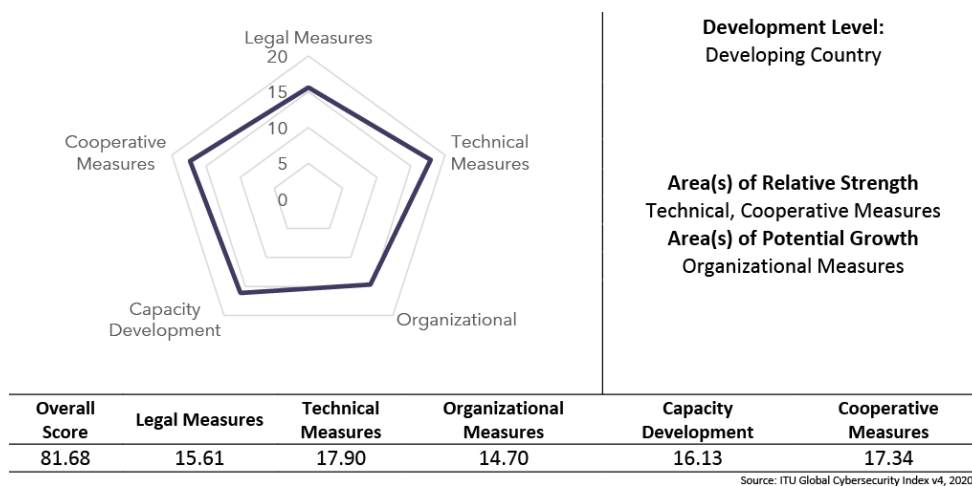 Legal Measures
20
15
10
5
0
Technical
Measures
Organizational
Capacity
Development
Cooperative
Measures
Development Level:
Developing Country
Area(s) of Relative Strength
Technical, Cooperative Measures
Area(s) of Potential Growth
Organizational Measures
Overall Score Legal Measures Technical Measures Organizational Measures Capacity Development Cooperative Measures
81.68 15.61 17.90 14.70 16.13 17.34
Source: ITU Global Cybersecurity Index v4, 2020